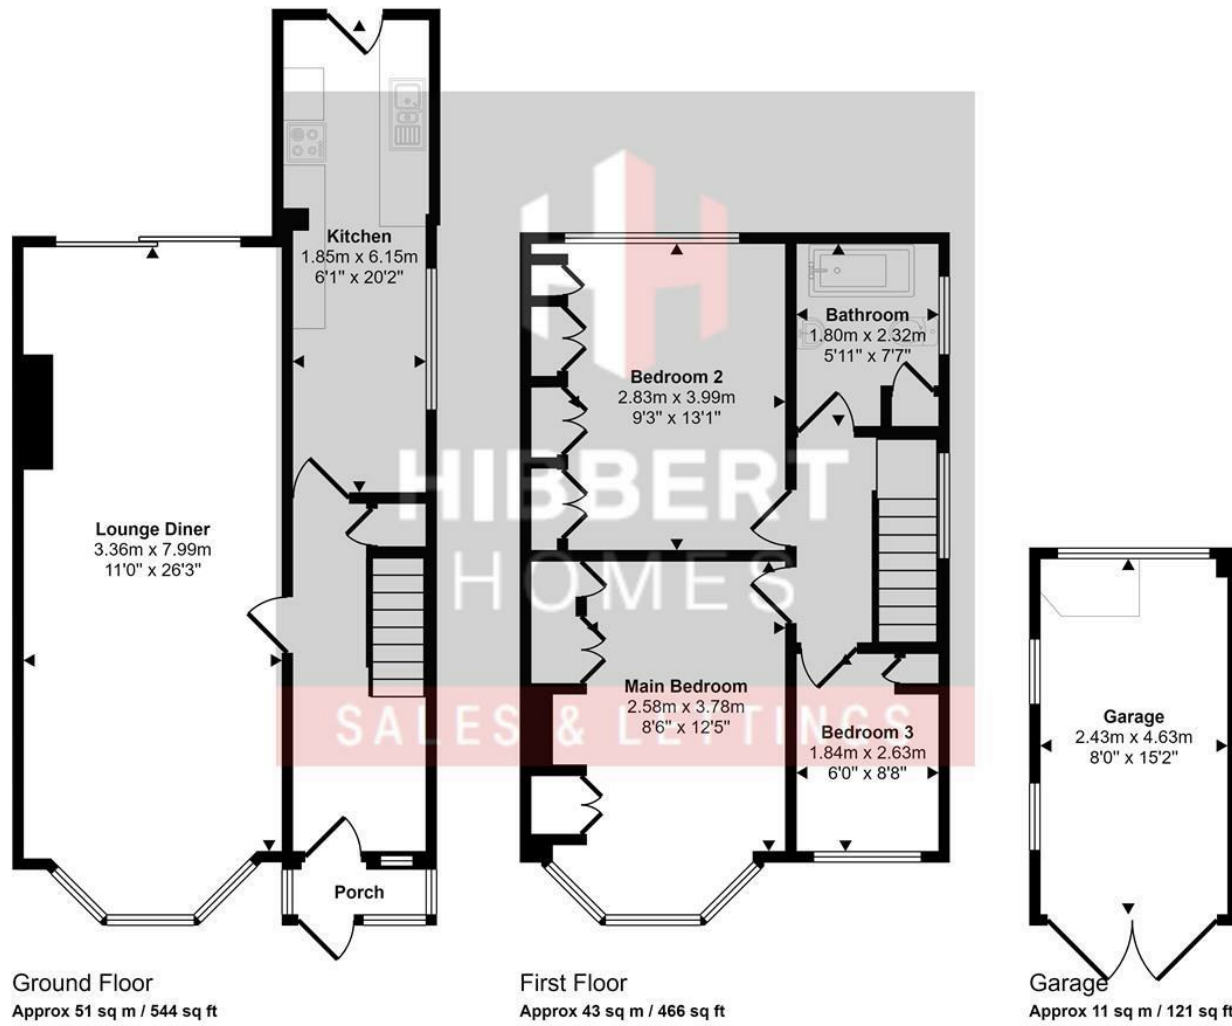 Kitchen
1.85m x 6.15m
6'1" x 20'2"
Lounge Diner
3.36m x 7.99m
11'0" x 26'3"
Porch
Bedroom 2
2.83m x 3.99m
9'3" x 13'1"
Bathroom
1.80m x 2.32m
5'11" x 7'7"
Main Bedroom
2.58m x 3.78m
8'6" x 12'5"
Bedroom 3
1.84m x 2.63m
6'0" x 8'8"
Garage
2.43m x 4.63m
8'0" x 15'2"
HIBBERT
HOMES
SALES & LETTINGS
Ground Floor
Approx 51 sq m / 544 sq ft
First Floor
Approx 43 sq m / 466 sq ft
Garage
Approx 11 sq m / 121 sq ft